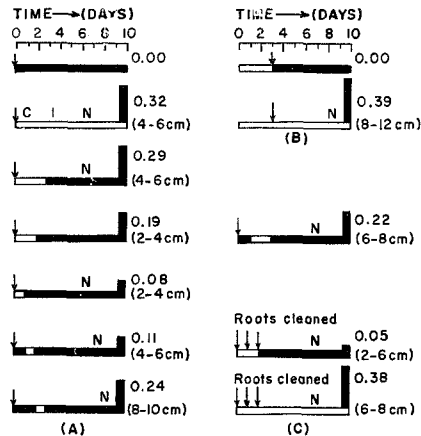 TIME→(DAYS)
0 2 4 6 8 10
0.00
C I N 0.32
(4-6cm)
N 0.29
(4-6cm)
0.19
N (2-4cm)
N 0.08
(2-4cm)
N 0.11
(4-6cm)
N 0.24
(8-10cm)
(A)
TIME→(DAYS)
0 2 4 6 8 10
0.00
N 0.39
(8-12cm)
(B)
N 0.22
(6-8cm)
Roots cleaned
N 0.05
(2-6cm)
Roots cleaned
N 0.38
(6-8cm)
(C)